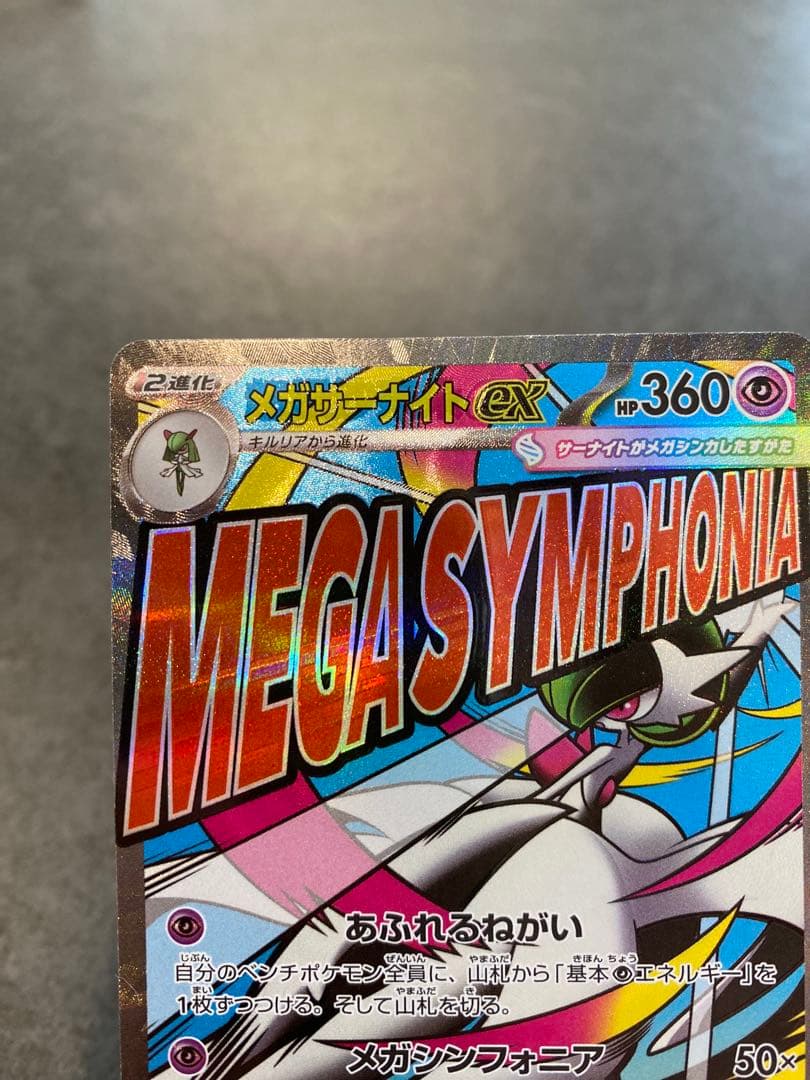 2進化 メガサーナイトex HP360
キルリアから進化 サーナイトがメガシンカしたすがた
MEGA SYMPHONIA
あふれるねがい
自分のベンチポケモン全員に、山札から「基本エネルギー」を
1枚ずつつける。そして山札を切る。
メガシンフォニア 50×